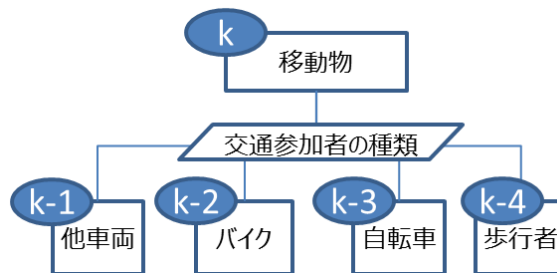 k
移動物
交通参加者の種類
k-1
他車両
k-2
バイク
k-3
自転車
k-4
歩行者